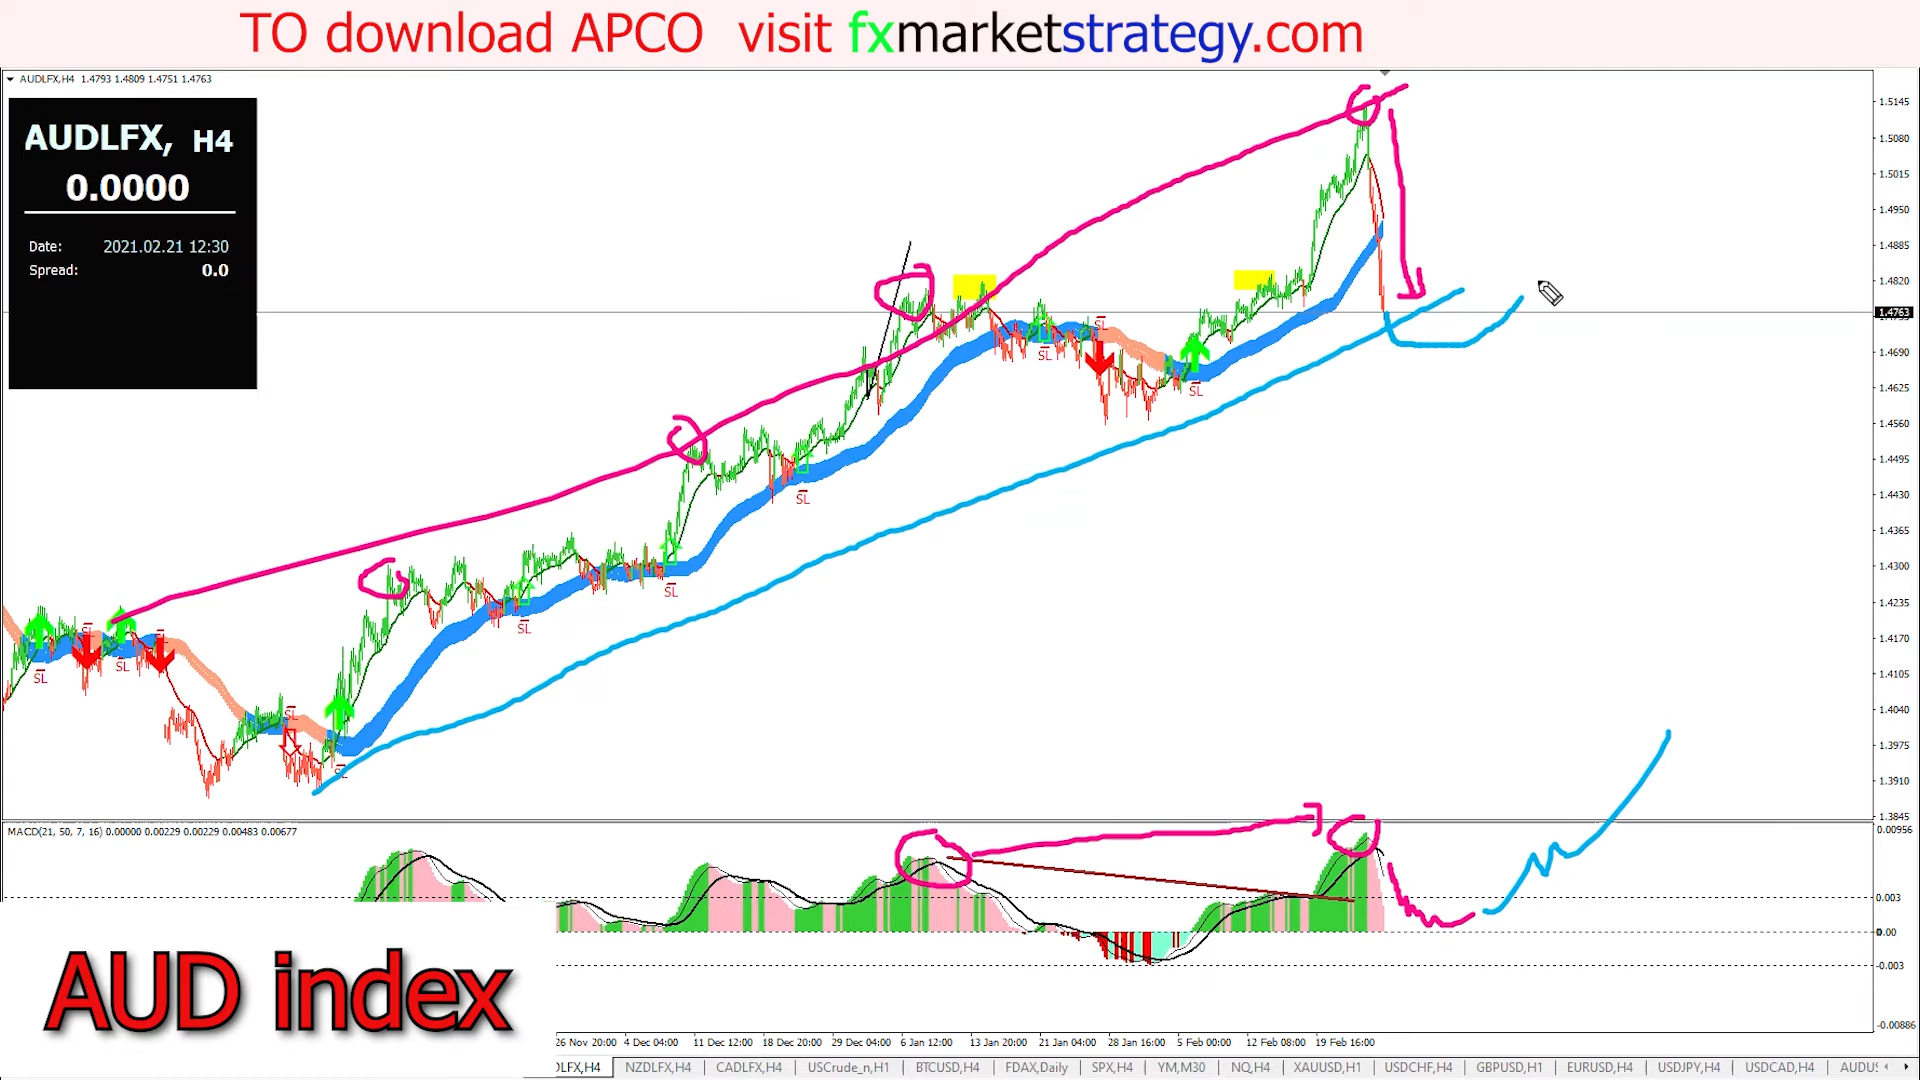 TO download APCO visit fxmarketstrategy.com
AUDLFX,H4 1.4793 1.4809 1.4751 1.4763
AUDLFX, H4
0.0000
Date: 2021.02.21 12:30
Spread: 0.0
1.5145
1.5080
1.5015
1.4950
1.4885
1.4820
1.4763
1.4690
1.4625
1.4560
1.4495
1.4430
1.4365
1.4300
1.4235
1.4170
1.4105
1.4040
1.3975
1.3910
1.3845
SL
SL
SL
SL
SL
SL
SL
SL
SL
SL
SL
MACD(21, 50, 7, 16) 0.00000 0.00229 0.00229 0.00483 0.00677
0.00956
0.003
0.00
-0.003
-0.00886
AUD index
26 Nov 20:00 4 Dec 04:00 11 Dec 12:00 18 Dec 20:00 29 Dec 04:00 6 Jan 12:00 13 Jan 20:00 21 Jan 04:00 28 Jan 16:00 5 Feb 00:00 12 Feb 08:00 19 Feb 16:00
DLFX,H4 NZDLFX,H4 CADLFX,H4 USCrude_n,H1 BTCUSD,H4 FDAX,Daily SPX,H4 YM,M30 NQ,H4 XAUUSD,H1 USDCHF,H4 GBPUSD,H1 EURUSD,H4 USDJPY,H4 USDCAD,H4 AUDUS